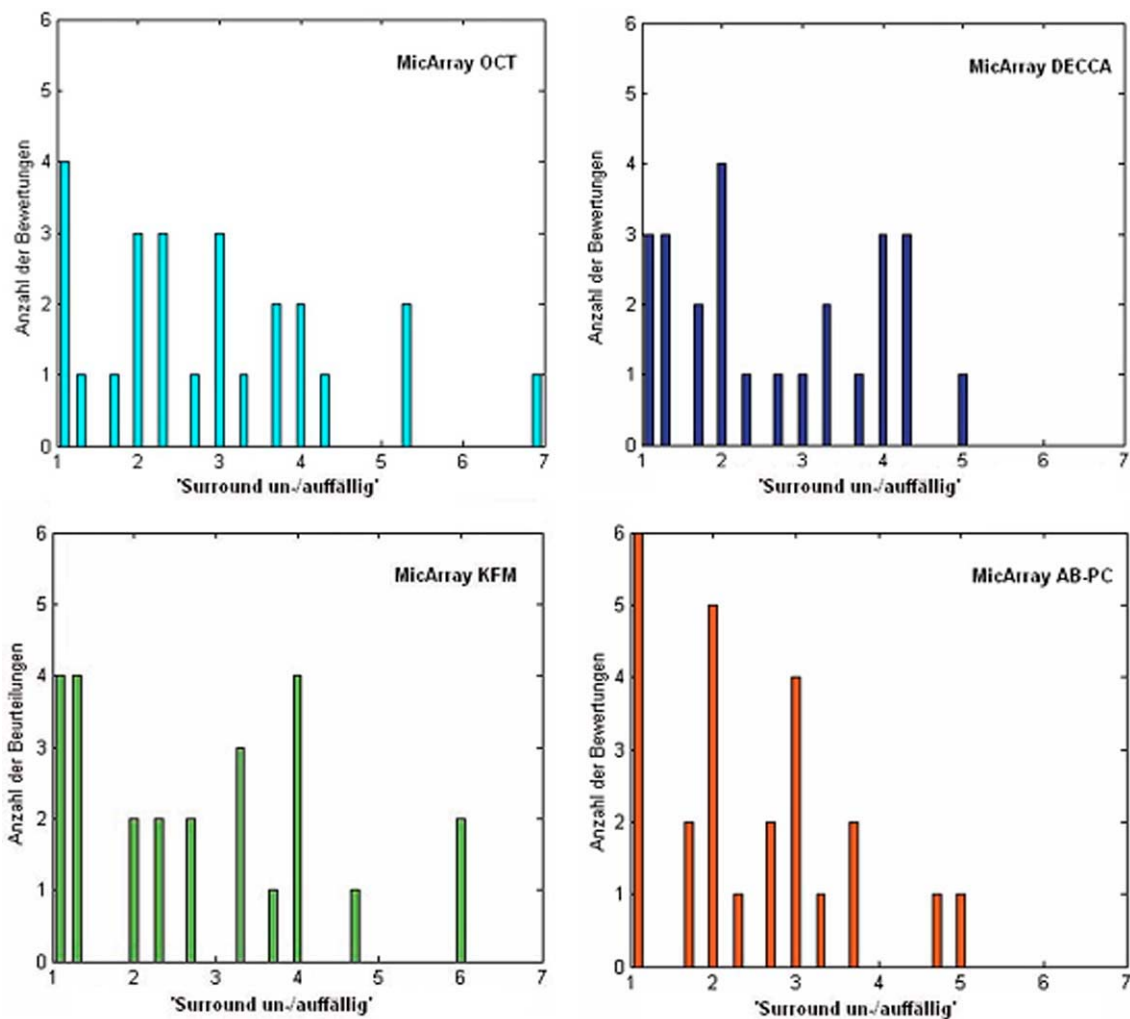 MicArray OCT
Anzahl der Bewertungen
6
5
4
3
2
1
0
1 2 3 4 5 6 7
'Surround un-/auffällig'
MicArray DECCA
Anzahl der Bewertungen
6
5
4
3
2
1
0
1 2 3 4 5 6 7
'Surround un-/auffällig'
MicArray KFM
Anzahl der Beurteilungen
6
5
4
3
2
1
0
1 2 3 4 5 6 7
'Surround un-/auffällig'
MicArray AB-PC
Anzahl der Bewertungen
6
5
4
3
2
1
0
1 2 3 4 5 6 7
'Surround un-/auffällig'